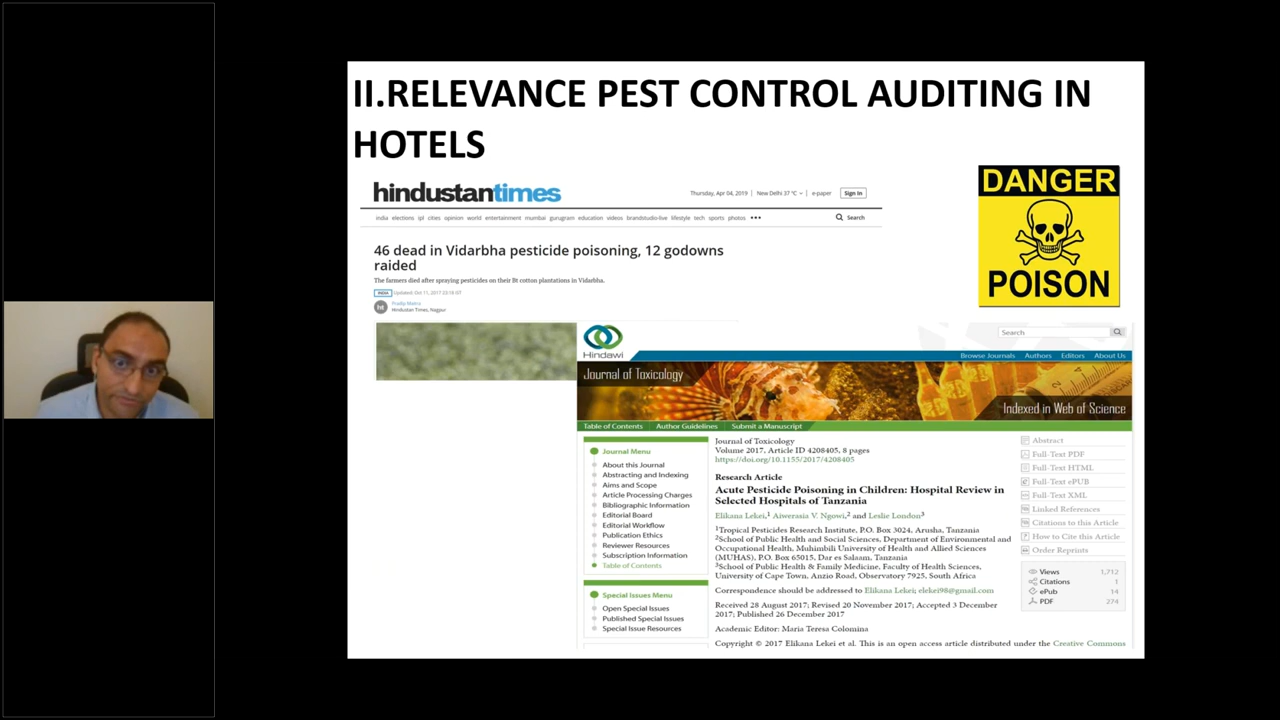 II.RELEVANCE PEST CONTROL AUDITING IN
HOTELS
hindustantimes
Thursday, Apr 04, 2019 | New Delhi 37 °C | e-paper Sign In
india elections ipl cities opinion world entertainment mumbai gurugram education videos brandstudio-live lifestyle tech sports photos ••• Search
46 dead in Vidarbha pesticide poisoning, 12 godowns
raided
The farmers died after spraying pesticides on their Bt cotton plantations in Vidarbha.
INDIA Updated: Oct 11, 2017 23:18 IST
ht
Hindustan Times, Nagpur
DANGER
POISON
Hindawi
Search
Browse Journals Authors Editors About Us
Journal of Toxicology
Indexed in Web of Science
Table of Contents Author Guidelines Submit a Manuscript
Journal Menu
About this Journal
Abstracting and Indexing
Aims and Scope
Article Processing Charges
Bibliographic Information
Editorial Board
Editorial Workflow
Publication Ethics
Reviewer Resources
Subscription Information
Table of Contents
Special Issues Menu
Open Special Issues
Published Special Issues
Special Issue Resources
Journal of Toxicology
Volume 2017, Article ID 4208405, 8 pages
https://doi.org/10.1155/2017/4208405
Research Article
Acute Pesticide Poisoning in Children: Hospital Review in
Selected Hospitals of Tanzania
Elikana Lekei,1 Aiwerasia V. Ngowi,2 and Leslie London3
1Tropical Pesticides Research Institute, P.O. Box 3024, Arusha, Tanzania
2School of Public Health and Social Sciences, Department of Environmental and
Occupational Health, Muhimbili University of Health and Allied Sciences
(MUHAS), P.O. Box 65015, Dar es Salaam, Tanzania
3School of Public Health & Family Medicine, Faculty of Health Sciences,
University of Cape Town, Anzio Road, Observatory 7925, South Africa
Correspondence should be addressed to Elikana Lekei; elekei98@gmail.com
Received 28 August 2017; Revised 20 November 2017; Accepted 3 December
2017; Published 26 December 2017
Academic Editor: Maria Teresa Colomina
Copyright © 2017 Elikana Lekei et al. This is an open access article distributed under the Creative Commons
Abstract
Full-Text PDF
Full-Text HTML
Full-Text ePUB
Full-Text XML
Linked References
Citations to this Article
How to Cite this Article
Order Reprints
Views 1,712
Citations 1
ePub 14
PDF 274